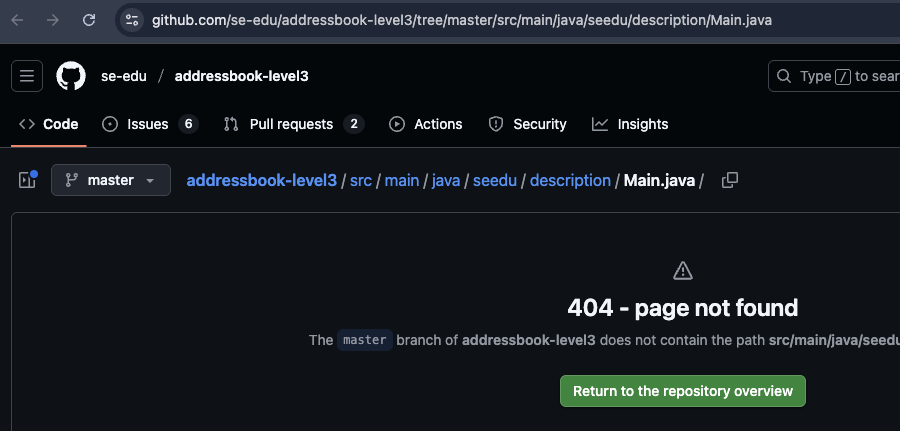 github.com/se-edu/addressbook-level3/tree/master/src/main/java/seedu/description/Main.java
se-edu / addressbook-level3
Type / to sear
Code Issues 6 Pull requests 2 Actions Security Insights
master addressbook-level3 / src / main / java / seedu / description / Main.java /
404 - page not found
The master branch of addressbook-level3 does not contain the path src/main/java/seedu
Return to the repository overview